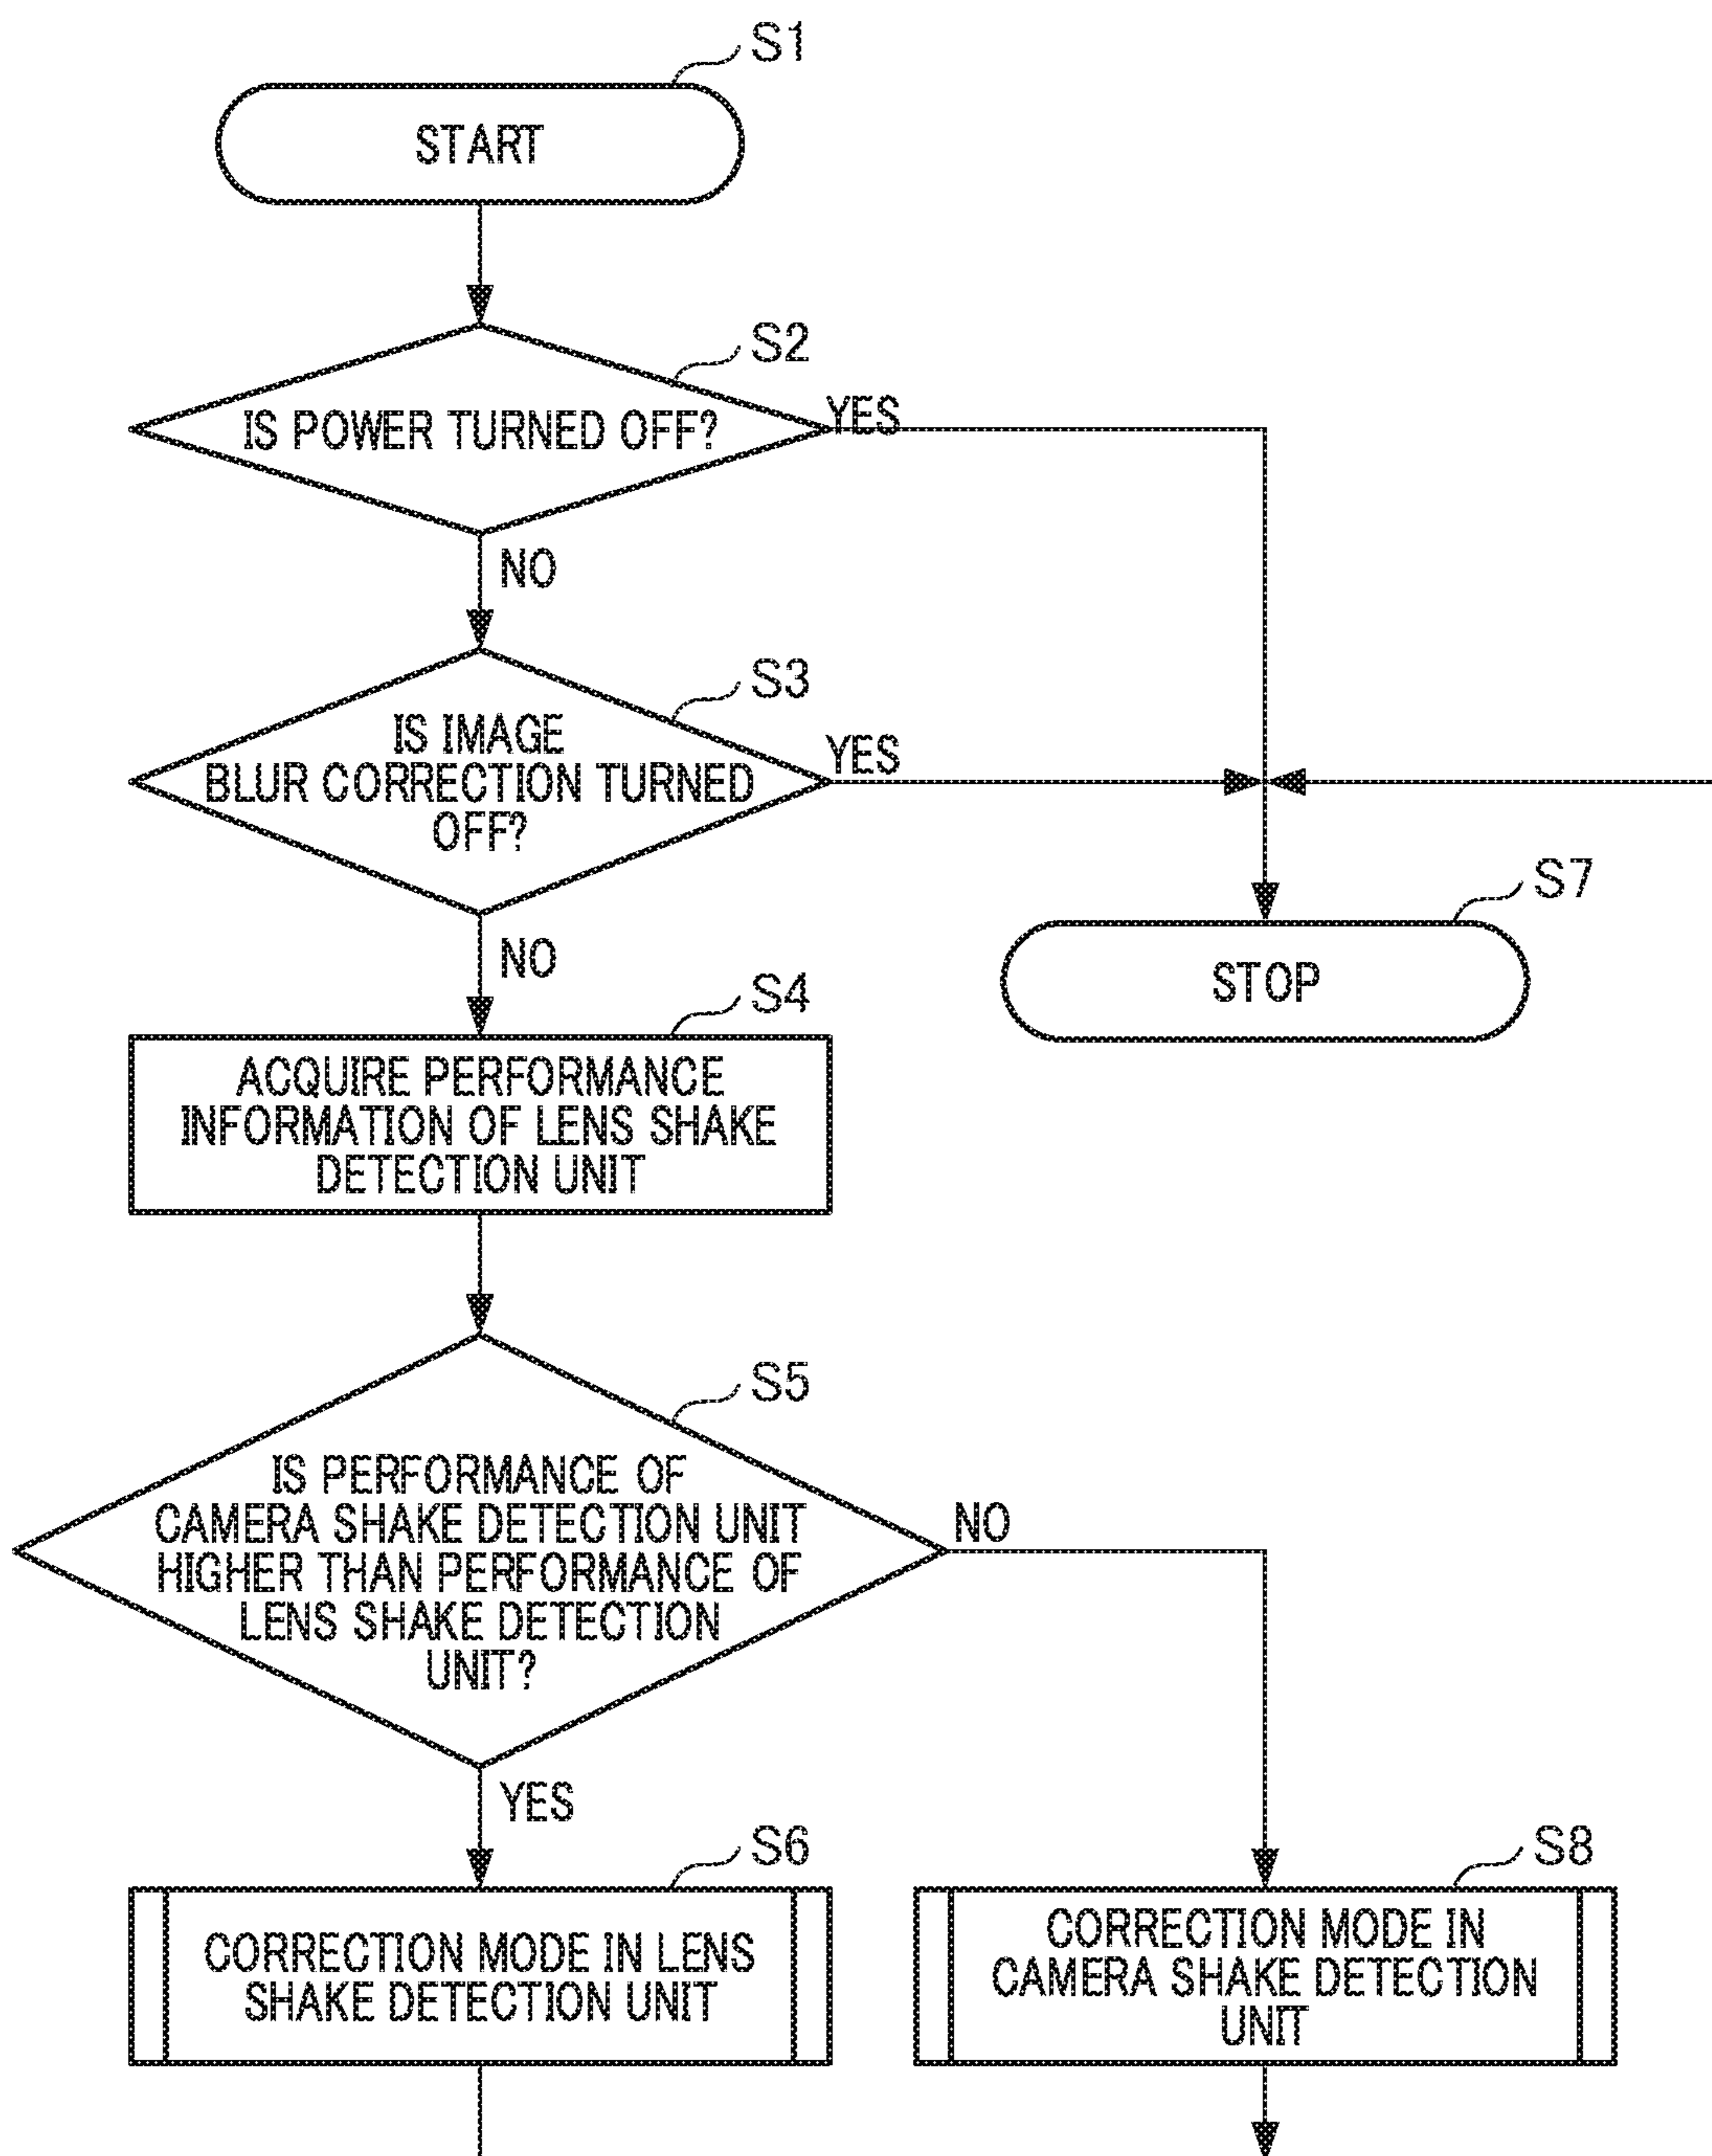 S1
START
S2
IS POWER TURNED OFF?
YES
NO
S3
IS IMAGE
BLUR CORRECTION TURNED
OFF?
YES
NO
S7
STOP
S4
ACQUIRE PERFORMANCE
INFORMATION OF LENS SHAKE
DETECTION UNIT
S5
IS PERFORMANCE OF
CAMERA SHAKE DETECTION UNIT
HIGHER THAN PERFORMANCE OF
LENS SHAKE DETECTION
UNIT?
NO
YES
S6
CORRECTION MODE IN LENS
SHAKE DETECTION UNIT
S8
CORRECTION MODE IN
CAMERA SHAKE DETECTION
UNIT